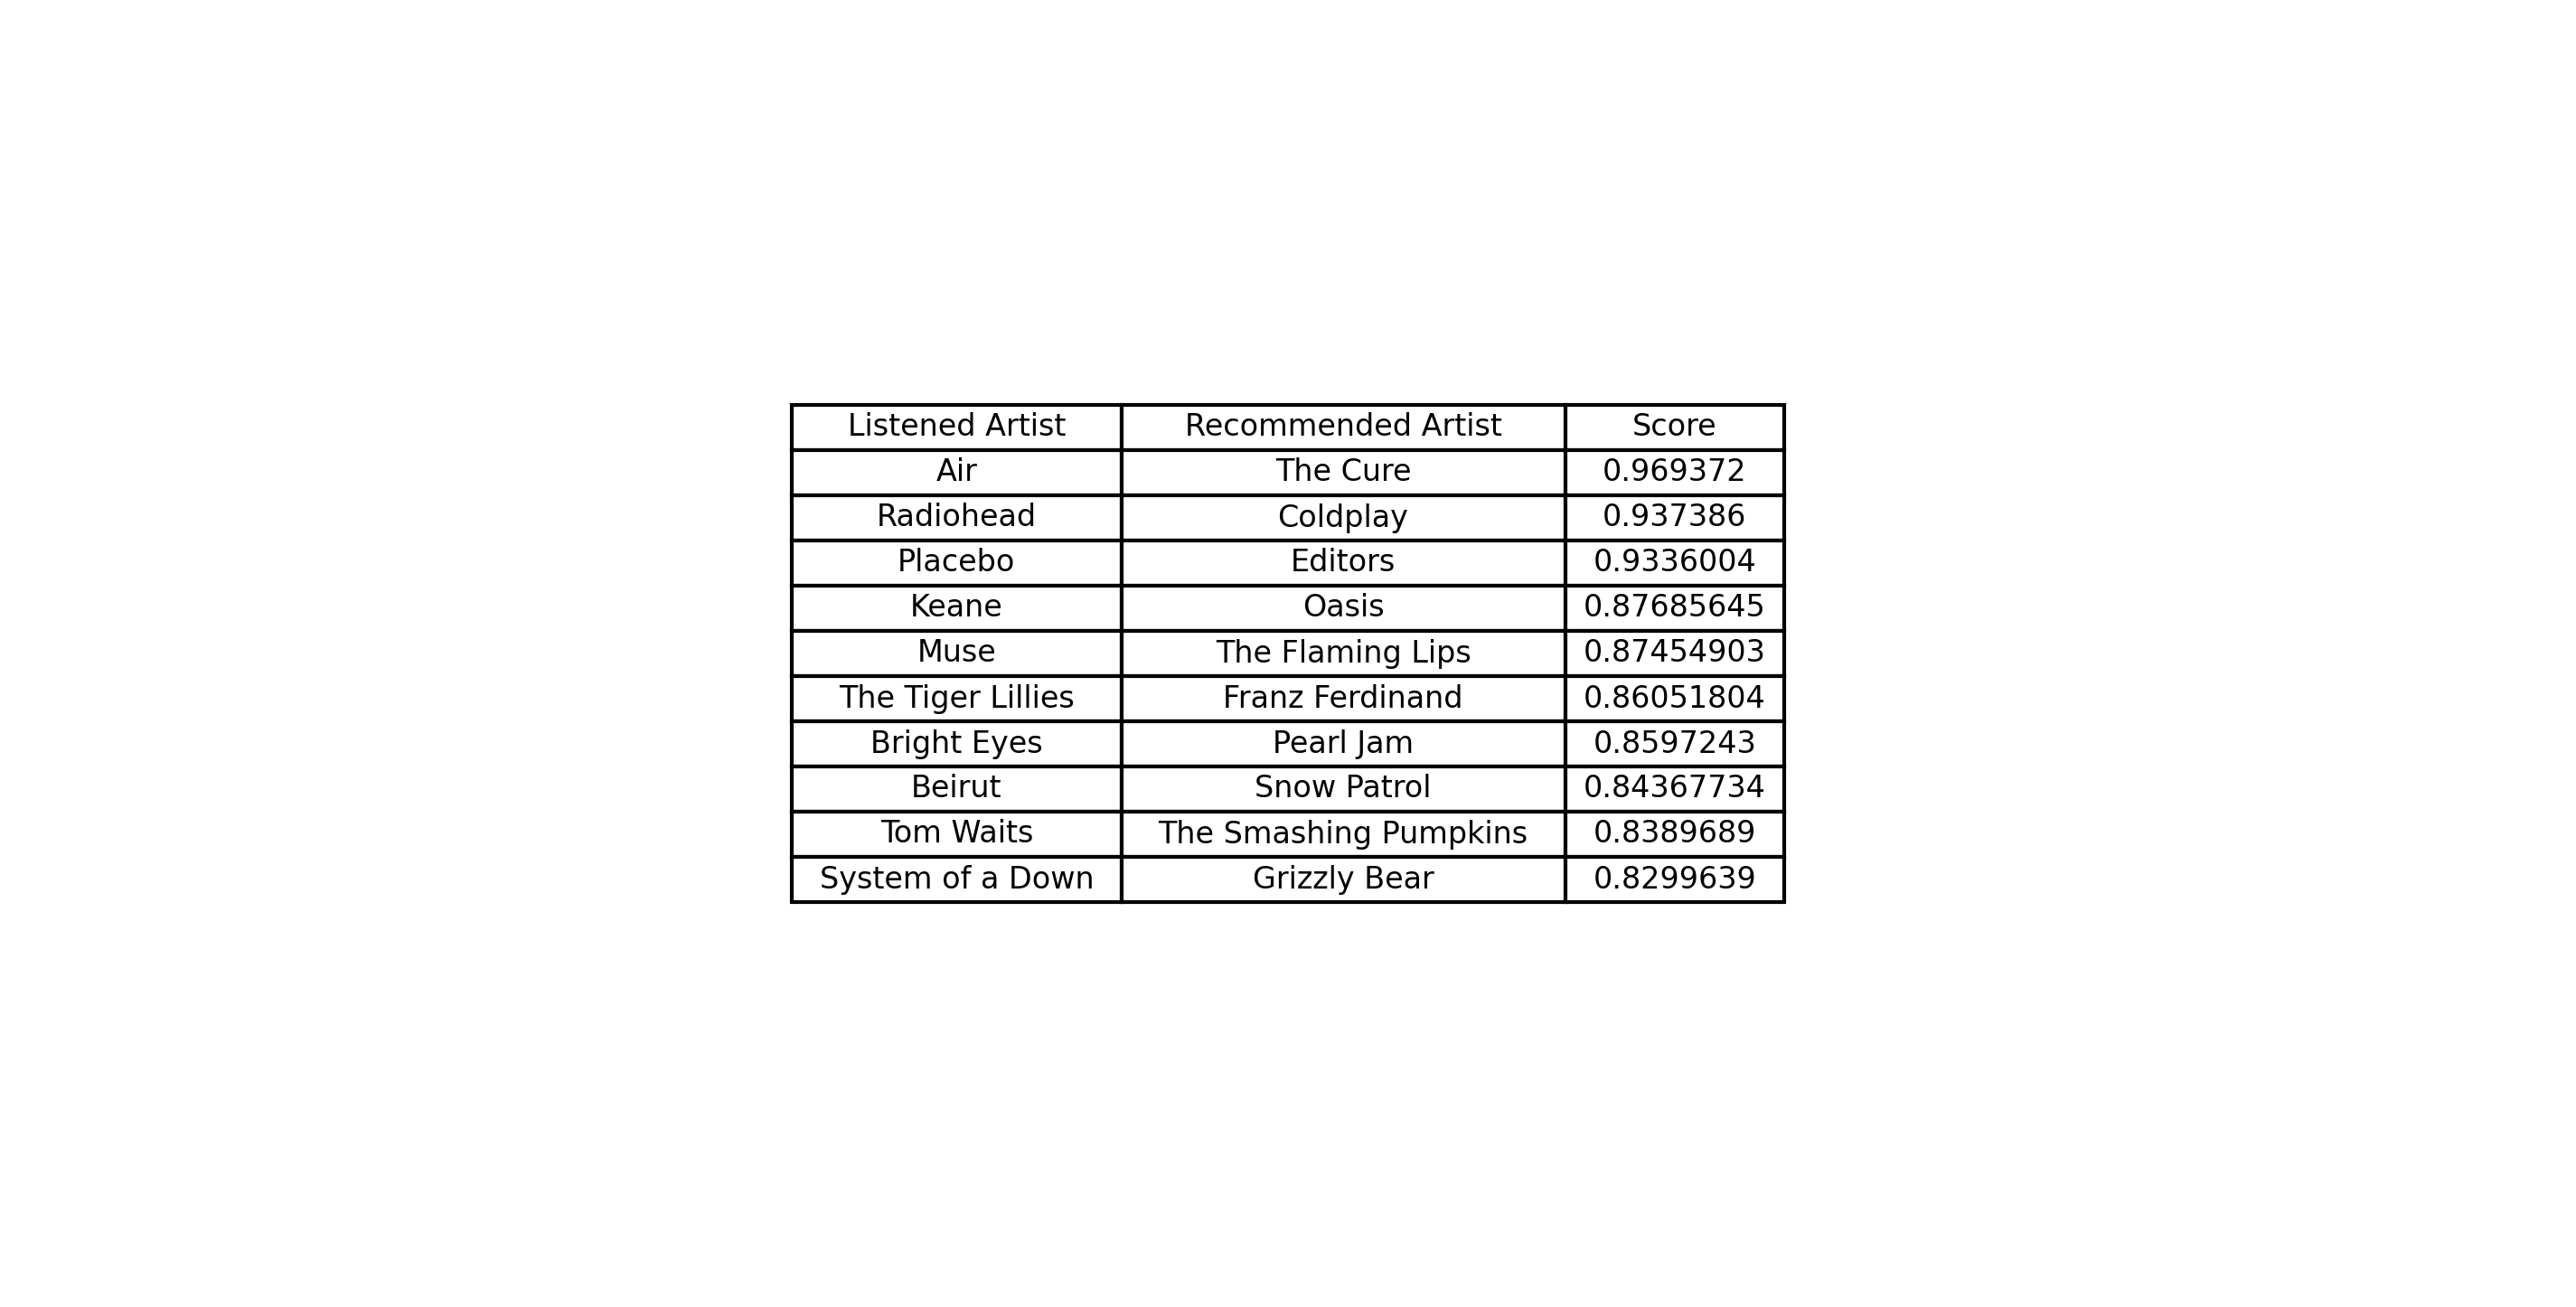 Listened Artist Recommended Artist Score
Air The Cure 0.969372
Radiohead Coldplay 0.937386
Placebo Editors 0.9336004
Keane Oasis 0.87685645
Muse The Flaming Lips 0.87454903
The Tiger Lillies Franz Ferdinand 0.86051804
Bright Eyes Pearl Jam 0.8597243
Beirut Snow Patrol 0.84367734
Tom Waits The Smashing Pumpkins 0.8389689
System of a Down Grizzly Bear 0.8299639